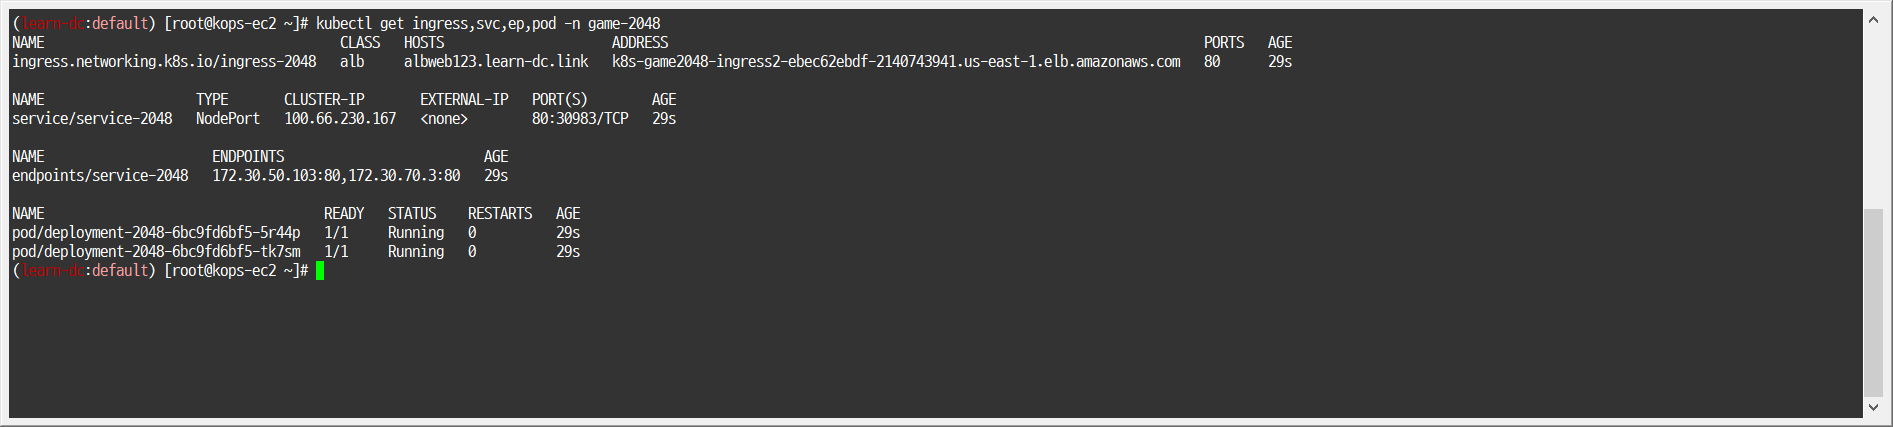 (learn-dc:default) [root@kops-ec2 ~]# kubectl get ingress,svc,ep,pod -n game-2048
NAME CLASS HOSTS ADDRESS PORTS AGE
ingress.networking.k8s.io/ingress-2048 alb albweb123.learn-dc.link k8s-game2048-ingress2-ebec62ebdf-2140743941.us-east-1.elb.amazonaws.com 80 29s
NAME TYPE CLUSTER-IP EXTERNAL-IP PORT(S) AGE
service/service-2048 NodePort 100.66.230.167 <none> 80:30983/TCP 29s
NAME ENDPOINTS AGE
endpoints/service-2048 172.30.50.103:80,172.30.70.3:80 29s
NAME READY STATUS RESTARTS AGE
pod/deployment-2048-6bc9fd6bf5-5r44p 1/1 Running 0 29s
pod/deployment-2048-6bc9fd6bf5-tk7sm 1/1 Running 0 29s
(learn-dc:default) [root@kops-ec2 ~]#